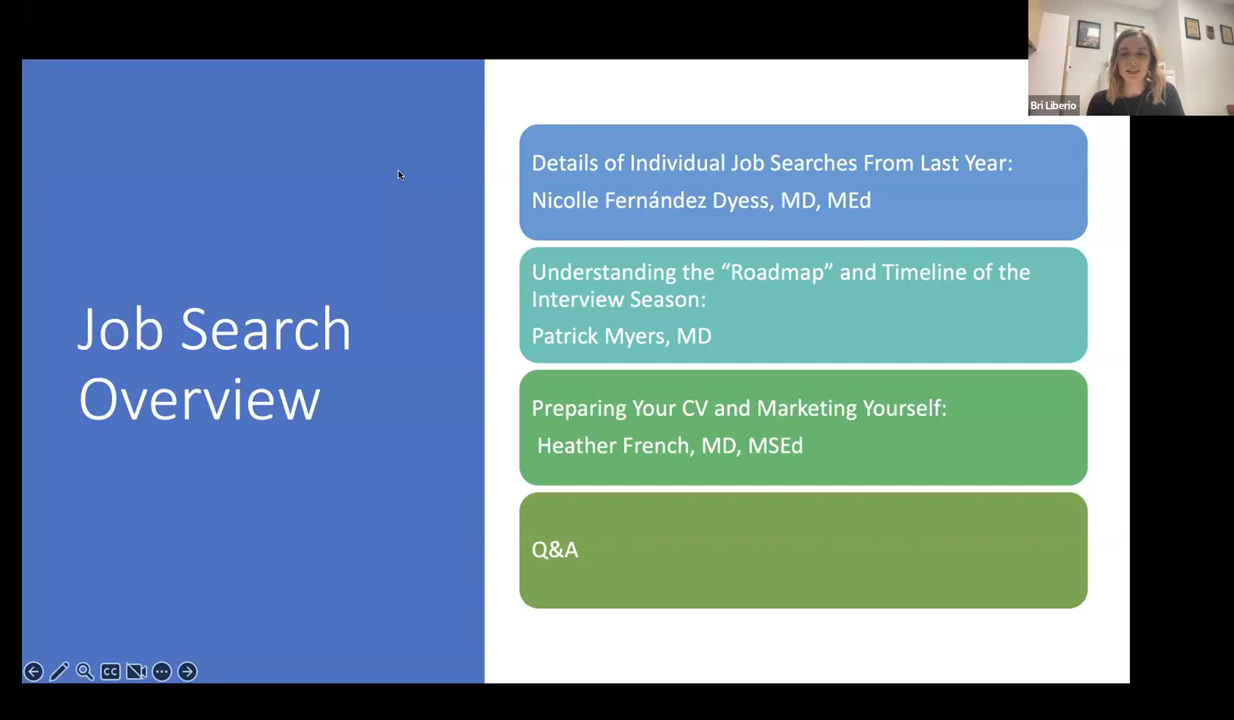 Bri Liberio
Job Search
Overview
Details of Individual Job Searches From Last Year:
Nicolle Fernández Dyess, MD, MEd
Understanding the “Roadmap” and Timeline of the
Interview Season:
Patrick Myers, MD
Preparing Your CV and Marketing Yourself:
Heather French, MD, MSEd
Q&A
CC